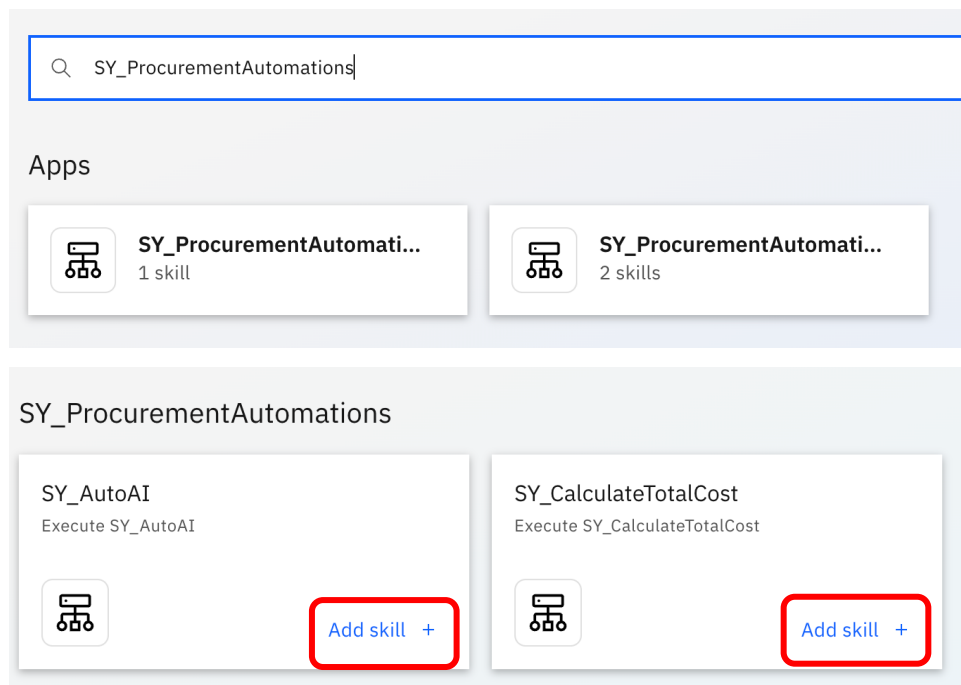 SY_ProcurementAutomations
Apps
SY_ProcurementAutomati...
1 skill
SY_ProcurementAutomati...
2 skills
SY_ProcurementAutomations
SY_AutoAI
Execute SY_AutoAI
Add skill +
SY_CalculateTotalCost
Execute SY_CalculateTotalCost
Add skill +